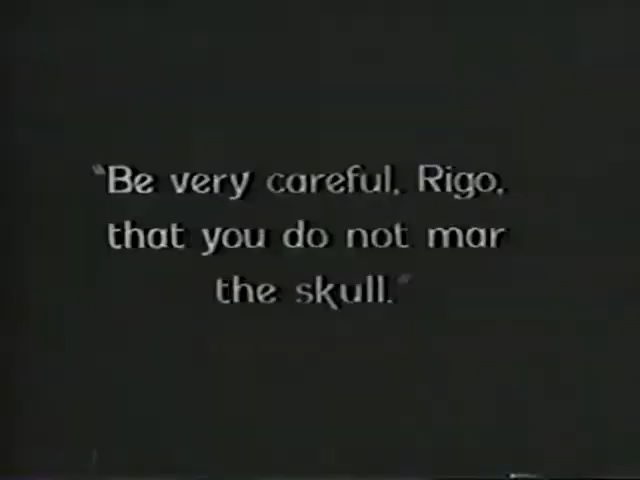 "Be very careful, Rigo,
that you do not mar
the skull."